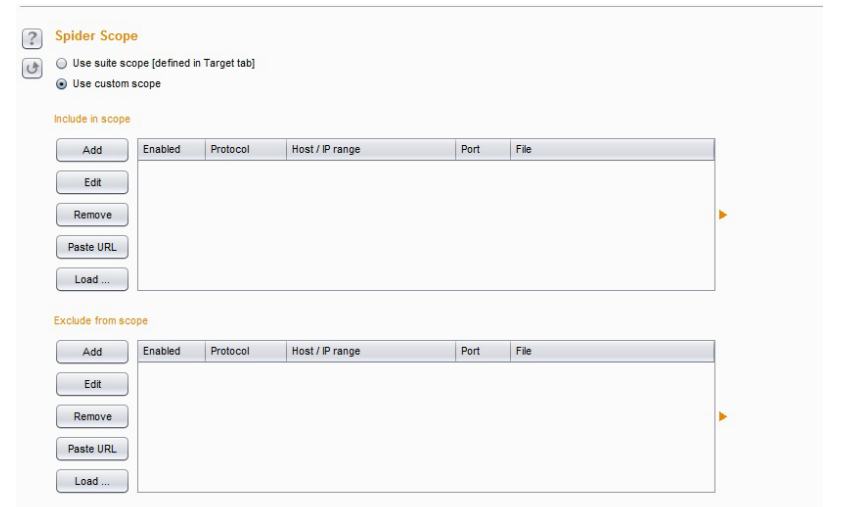 ? Spider Scope
Use suite scope [defined in Target tab]
Use custom scope
Include in scope
Add Enabled Protocol Host / IP range Port File
Edit
Remove
Paste URL
Load ...
Exclude from scope
Add Enabled Protocol Host / IP range Port File
Edit
Remove
Paste URL
Load ...